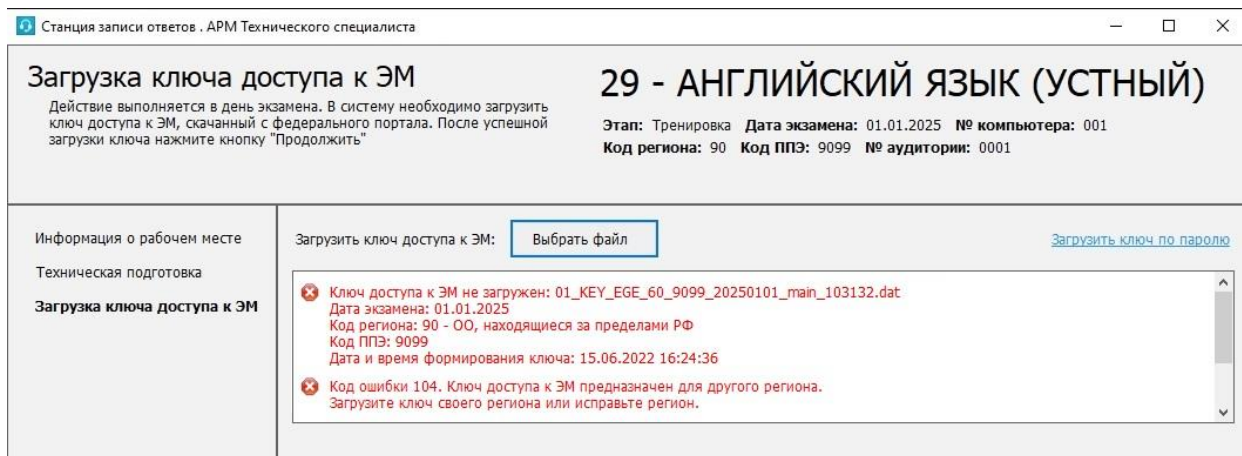 Станция записи ответов . АРМ Технического специалиста
Загрузка ключа доступа к ЭМ
Действие выполняется в день экзамена. В систему необходимо загрузить
ключ доступа к ЭМ, скачанный с федерального портала. После успешной
загрузки ключа нажмите кнопку "Продолжить"
29 - АНГЛИЙСКИЙ ЯЗЫК (УСТНЫЙ)
Этап: Тренировка Дата экзамена: 01.01.2025 № компьютера: 001
Код региона: 90 Код ППЭ: 9099 № аудитории: 0001
Информация о рабочем месте
Техническая подготовка
Загрузка ключа доступа к ЭМ
Загрузить ключ доступа к ЭМ: Выбрать файл Загрузить ключ по паролю
Ключ доступа к ЭМ не загружен: 01_KEY_EGE_60_9099_20250101_main_103132.dat
Дата экзамена: 01.01.2025
Код региона: 90 - ОО, находящиеся за пределами РФ
Код ППЭ: 9099
Дата и время формирования ключа: 15.06.2022 16:24:36
Код ошибки 104. Ключ доступа к ЭМ предназначен для другого региона.
Загрузите ключ своего региона или исправьте регион.